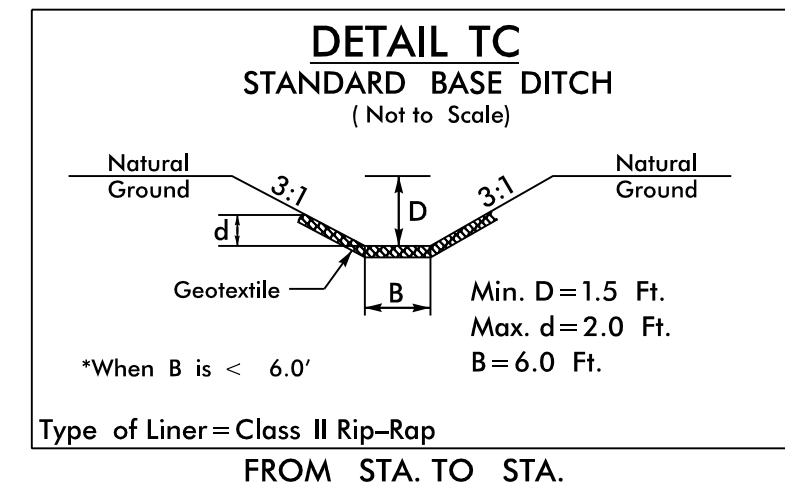 DETAIL TC
STANDARD BASE DITCH
( Not to Scale)
Natural
Ground
3:1
D
3:1
Natural
Ground
d
Geotextile
B
Min. D=1.5 Ft.
Max. d=2.0 Ft.
B=6.0 Ft.
*When B is < 6.0'
Type of Liner=Class II Rip-Rap
FROM STA. TO STA.